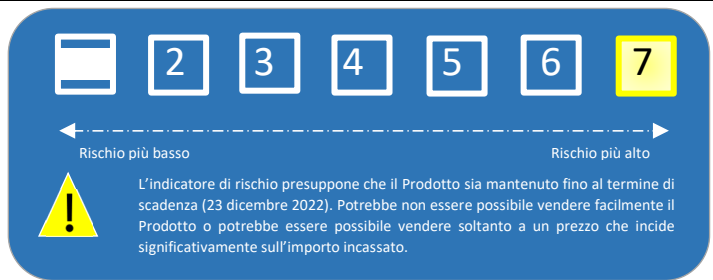 2 3 4 5 6 7
Rischio più basso Rischio più alto
L'indicatore di rischio presuppone che il Prodotto sia mantenuto fino al termine di
scadenza (23 dicembre 2022). Potrebbe non essere possibile vendere facilmente il
Prodotto o potrebbe essere possibile vendere soltanto a un prezzo che incide
significativamente sull'importo incassato.
!